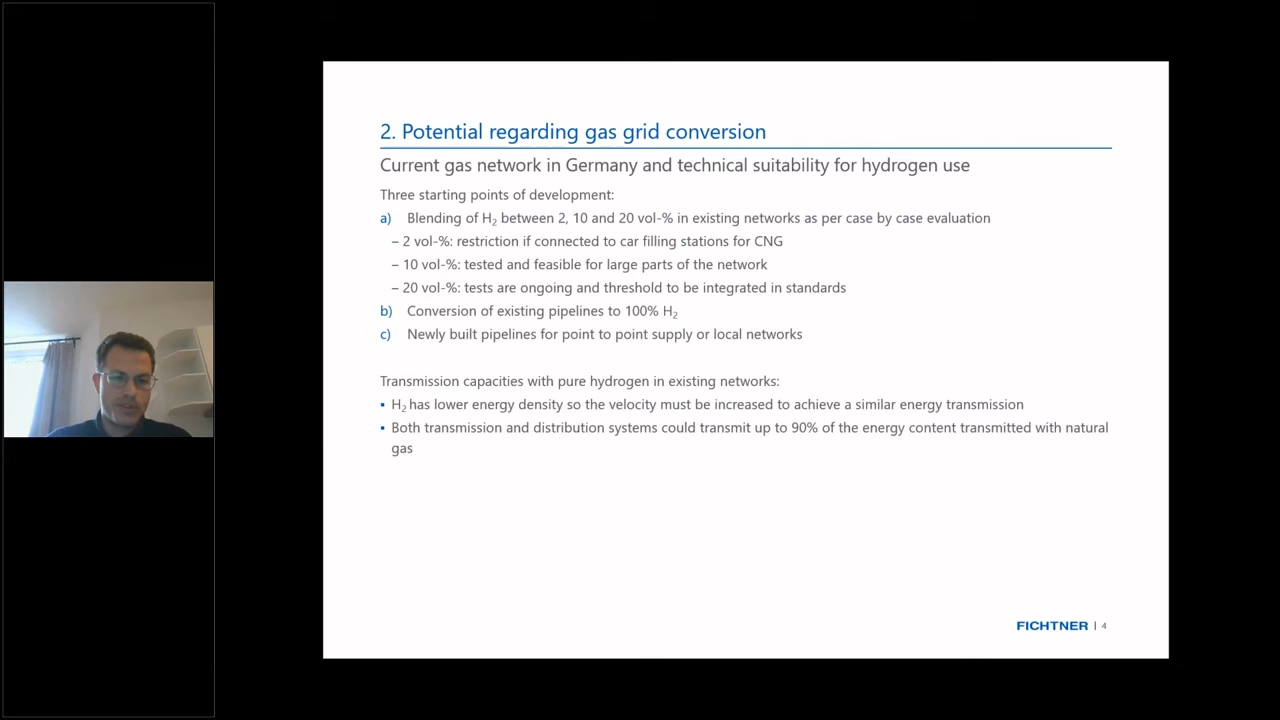 2. Potential regarding gas grid conversion
Current gas network in Germany and technical suitability for hydrogen use
Three starting points of development:
a) Blending of H₂ between 2, 10 and 20 vol-% in existing networks as per case by case evaluation
– 2 vol-%: restriction if connected to car filling stations for CNG
– 10 vol-%: tested and feasible for large parts of the network
– 20 vol-%: tests are ongoing and threshold to be integrated in standards
b) Conversion of existing pipelines to 100% H₂
c) Newly built pipelines for point to point supply or local networks
Transmission capacities with pure hydrogen in existing networks:
▪ H₂ has lower energy density so the velocity must be increased to achieve a similar energy transmission
▪ Both transmission and distribution systems could transmit up to 90% of the energy content transmitted with natural
gas
FICHTNER | 4